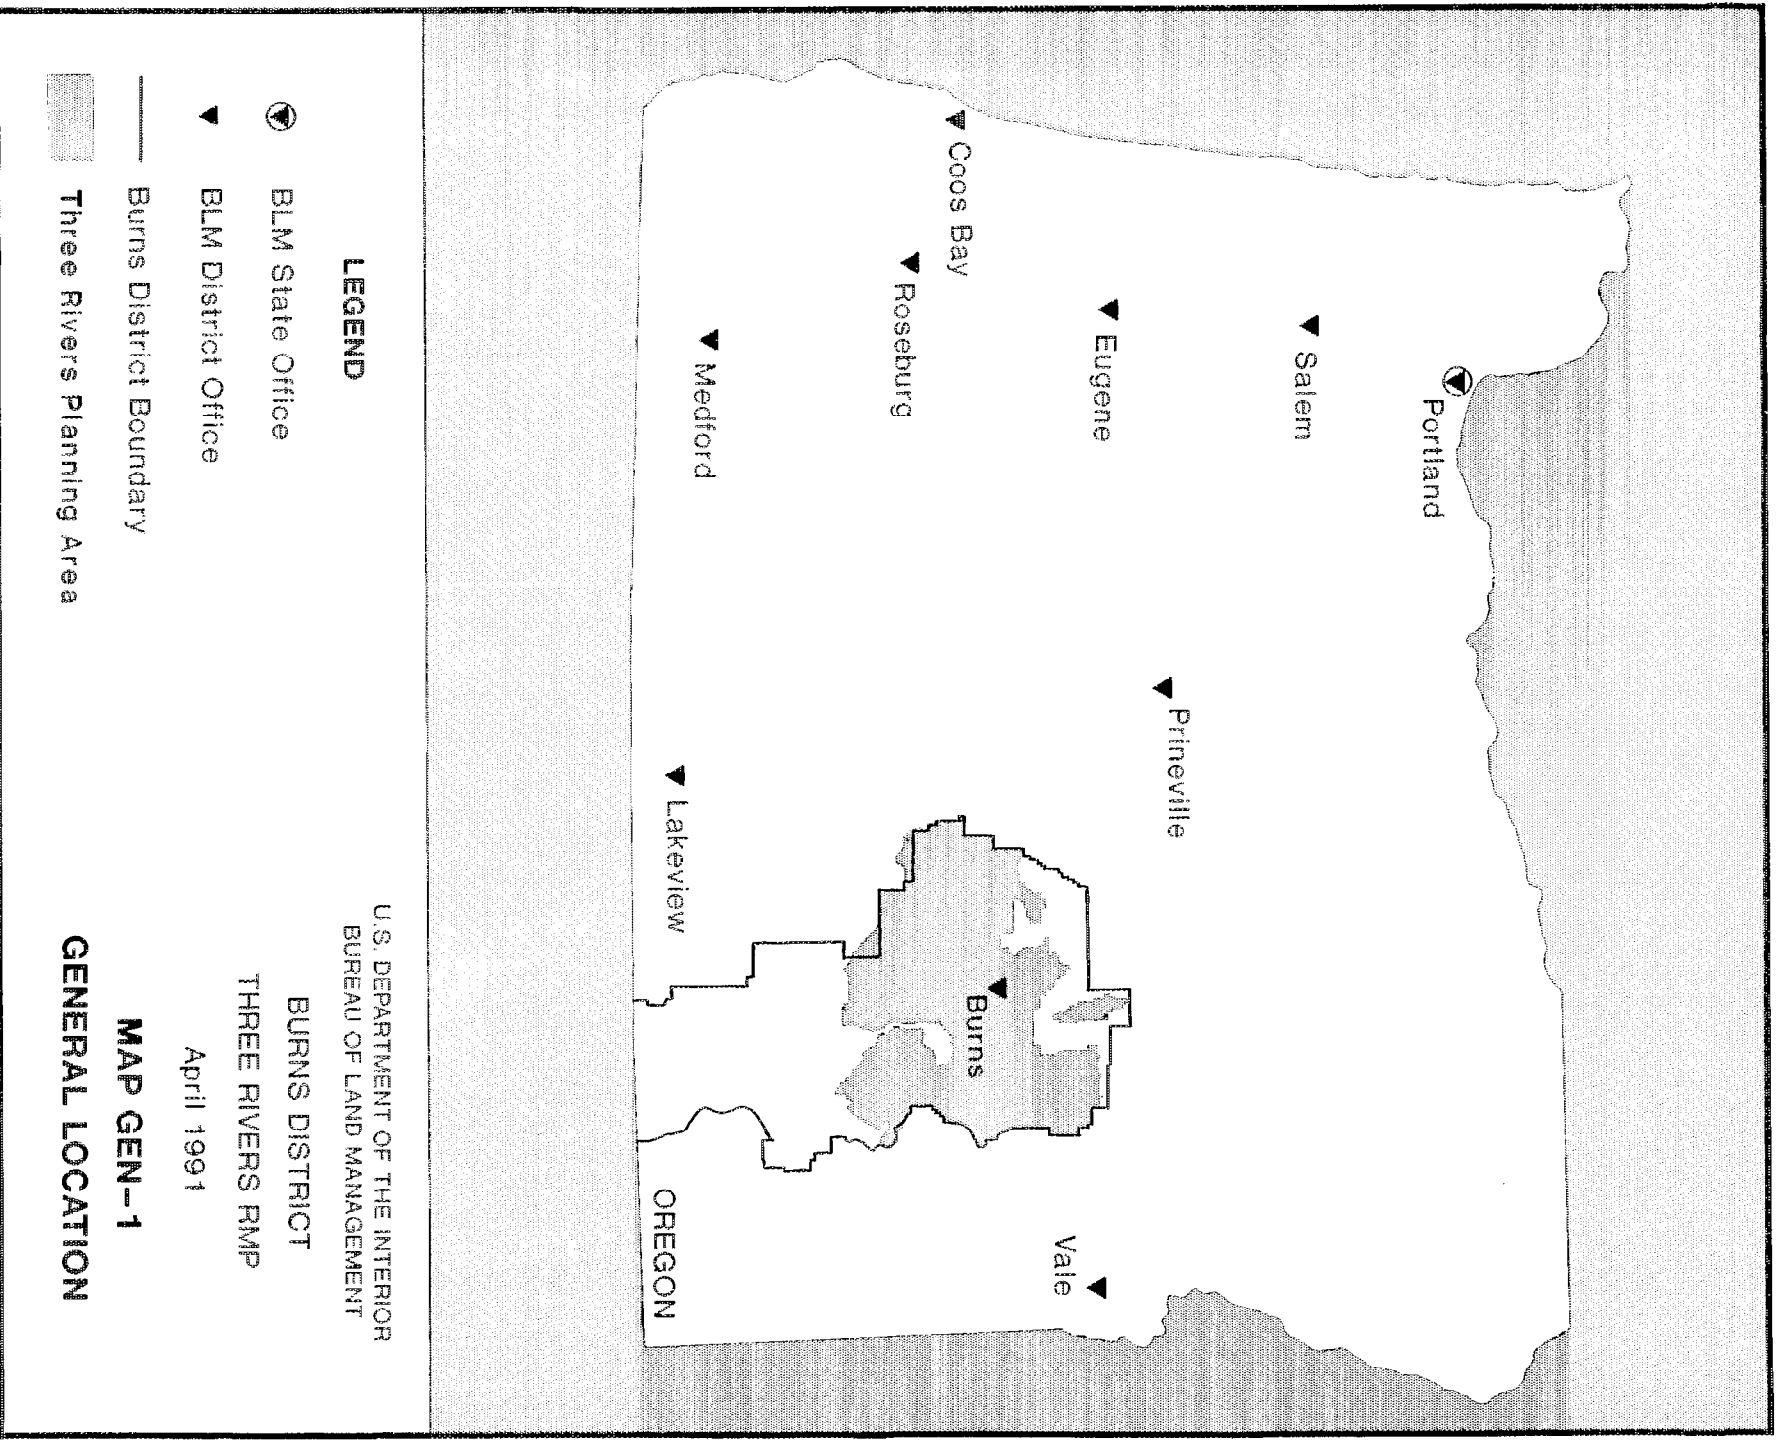 Portland
Salem
Eugene
Coos Bay
Roseburg
Medford
Prineville
Lakeview
Burns
Vale
OREGON
LEGEND
BLM State Office
BLM District Office
Burns District Boundary
Three Rivers Planning Area
U.S. DEPARTMENT OF THE INTERIOR
BUREAU OF LAND MANAGEMENT
BURNS DISTRICT
THREE RIVERS RMP
April 1991
MAP GEN-1
GENERAL LOCATION